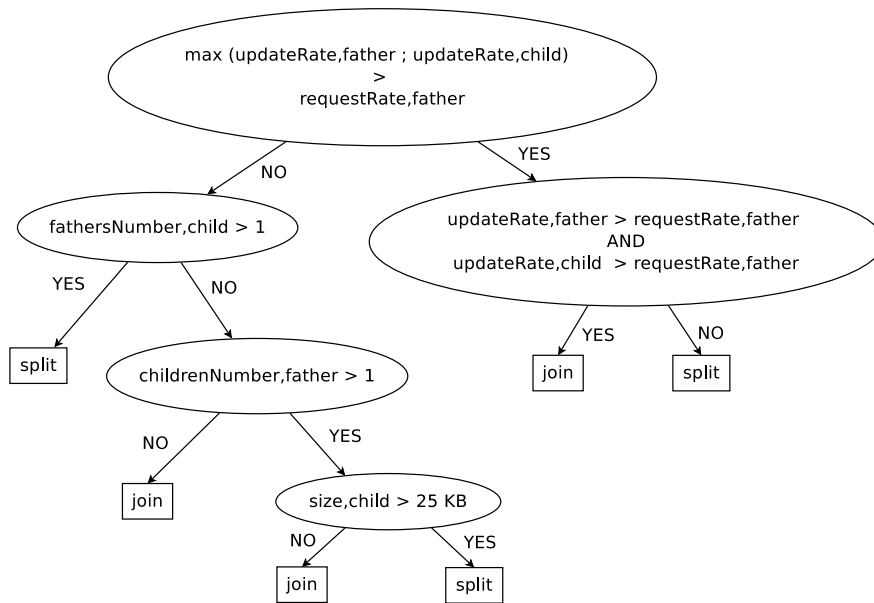 max (updateRate,father ; updateRate,child)
>
requestRate,father
NO
YES
fathersNumber,child > 1
updateRate,father > requestRate,father
AND
updateRate,child > requestRate,father
YES
NO
YES
NO
split
childrenNumber,father > 1
join
split
NO
YES
join
size,child > 25 KB
NO
YES
join
split